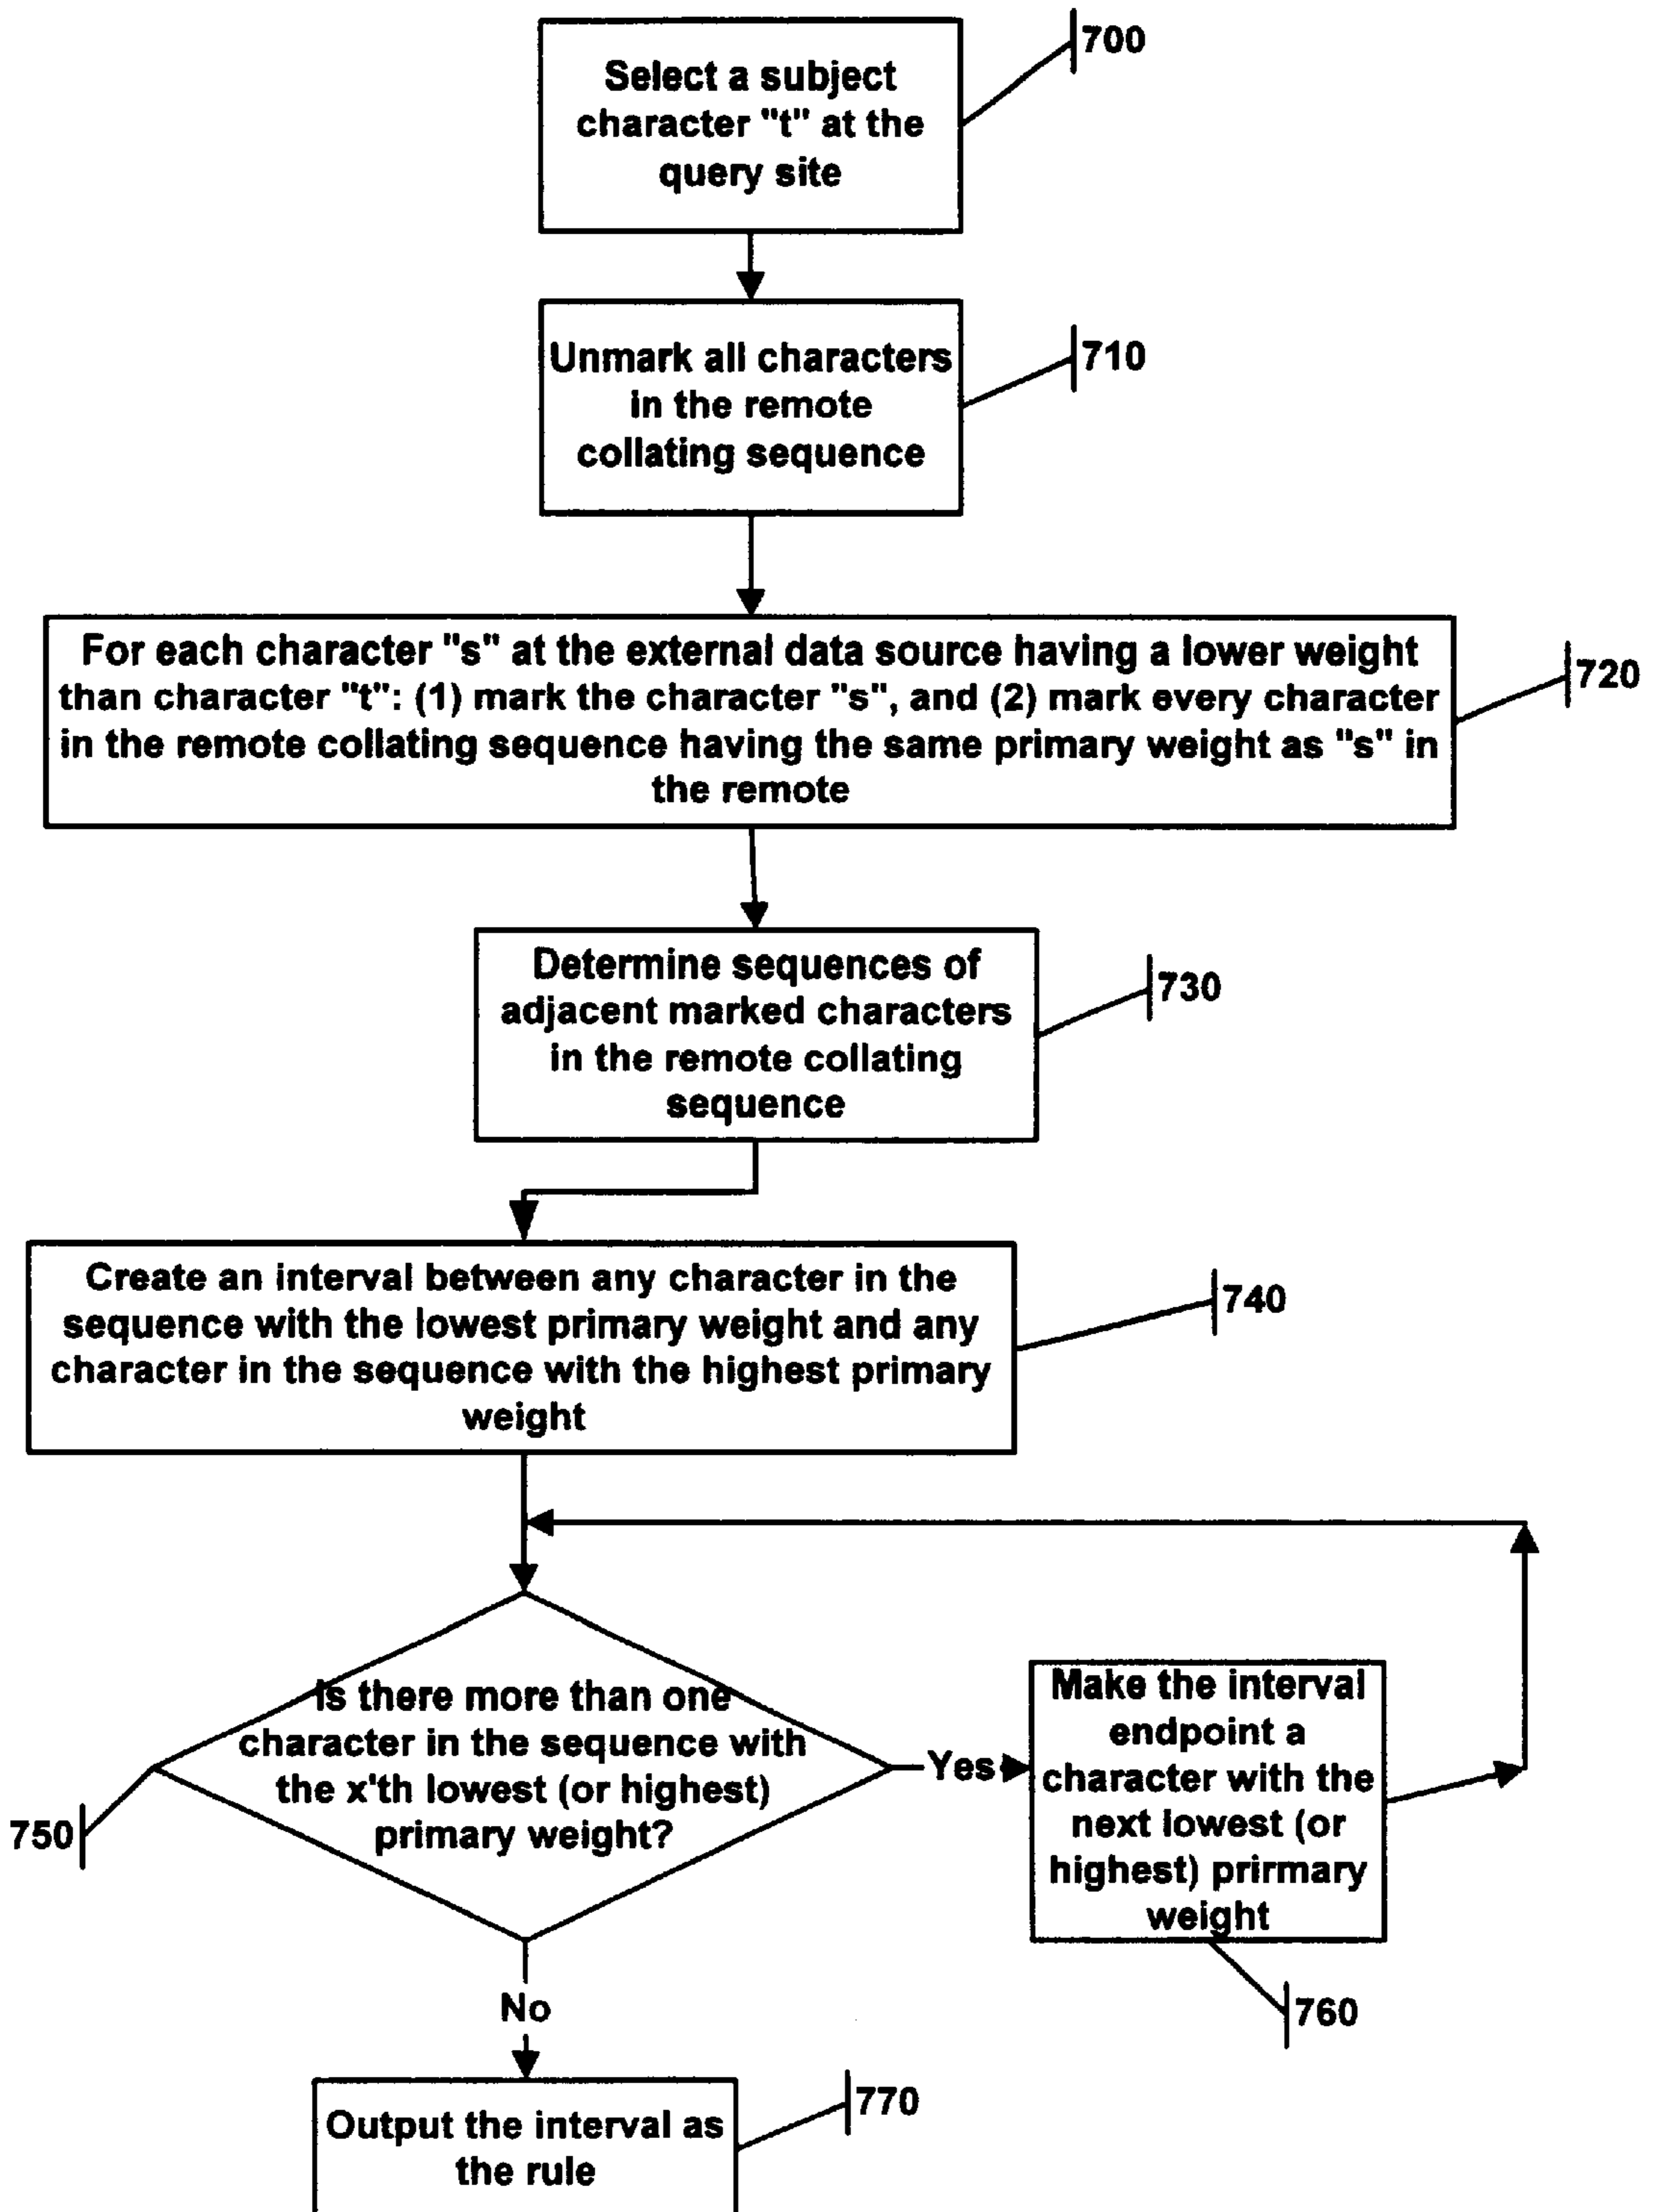 700
Select a subject
character "t" at the
query site
710
Unmark all characters
in the remote
collating sequence
720
For each character "s" at the external data source having a lower weight
than character "t": (1) mark the character "s", and (2) mark every character
in the remote collating sequence having the same primary weight as "s" in
the remote
730
Determine sequences of
adjacent marked characters
in the remote collating
sequence
740
Create an interval between any character in the
sequence with the lowest primary weight and any
character in the sequence with the highest primary
weight
750
Is there more than one
character in the sequence with
the x'th lowest (or highest)
primary weight?
Yes
Make the interval
endpoint a
character with the
next lowest (or
highest) prirmary
weight
760
No
770
Output the interval as
the rule